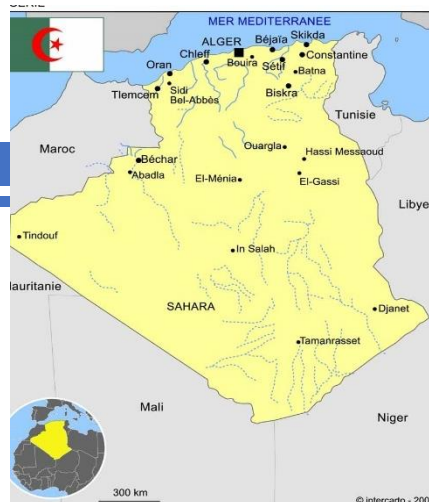 MER MEDITERRANEE
ALGER
Béjaïa
Skikda
Chleff
Bouira
Sétif
Constantine
Oran
Batna
Tlemcem
Sidi
Bel-Abbès
Biskra
Tunisie
Maroc
Ouargla
Hassi Messaoud
Béchar
Abadla
El-Ménia
El-Gassi
Libye
Tindouf
In Salah
auritanie
SAHARA
Djanet
Tamanrasset
Mali
Niger
300 km
© intercarto - 200